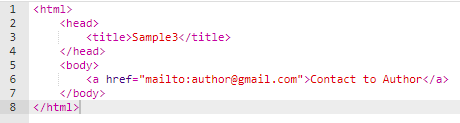 1 <html>
2     <head>
3         <title>Sample3</title>
4     </head>
5     <body>
6         <a href="mailto:author@gmail.com">Contact to Author</a>
7     </body>
8 </html>